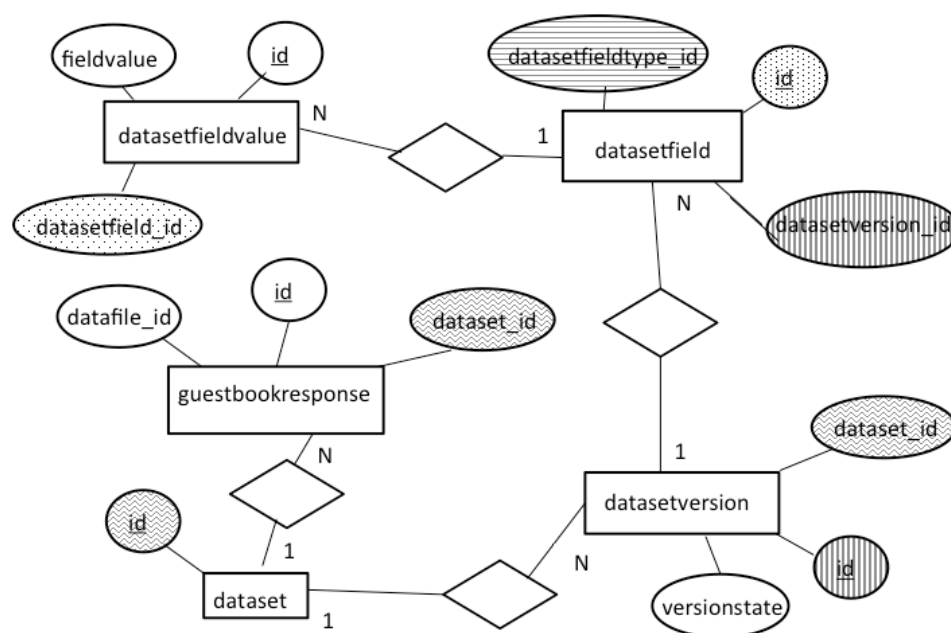 fieldvalue
id
datasetfieldtype_id
id
datasetfieldvalue
N
1
datasetfield
datasetfield_id
N
datasetversion_id
id
datafile_id
dataset_id
guestbookresponse
N
dataset_id
1
datasetversion
id
1
N
id
dataset
1
versionstate